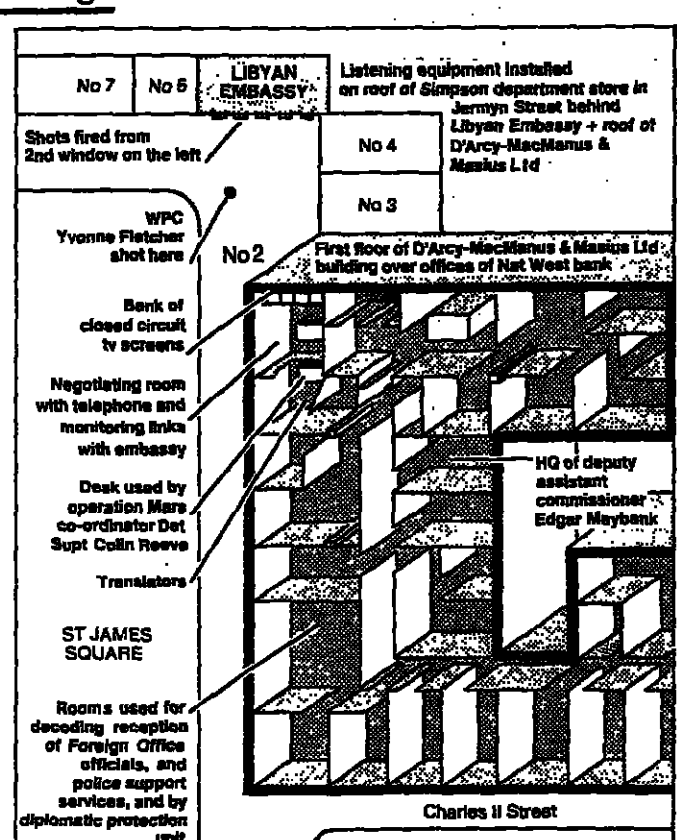 No 7
No 5
LIBYAN
EMBASSY
Listening equipment installed
on roof of Simpson department store in
Jermyn Street behind
Libyan Embassy + roof of
D'Arcy-MacManus &
Masius Ltd
Shots fired from
2nd window on the left
No 4
No 3
WPC
Yvonne Fletcher
shot here
No 2
First floor of D'Arcy-MacManus & Masius Ltd
building over offices of Nat West bank
Bank of
closed circuit
tv screens
Negotiating room
with telephone and
monitoring links
with embassy
HQ of deputy
assistant
commissioner
Edgar Maybank
Desk used by
operation Mars
co-ordinator Det
Supt Colin Reeve
Translators
ST JAMES
SQUARE
Rooms used for
decoding reception
of Foreign Office
officials, and
police support
services, and by
diplomatic protection
unit
Charles II Street